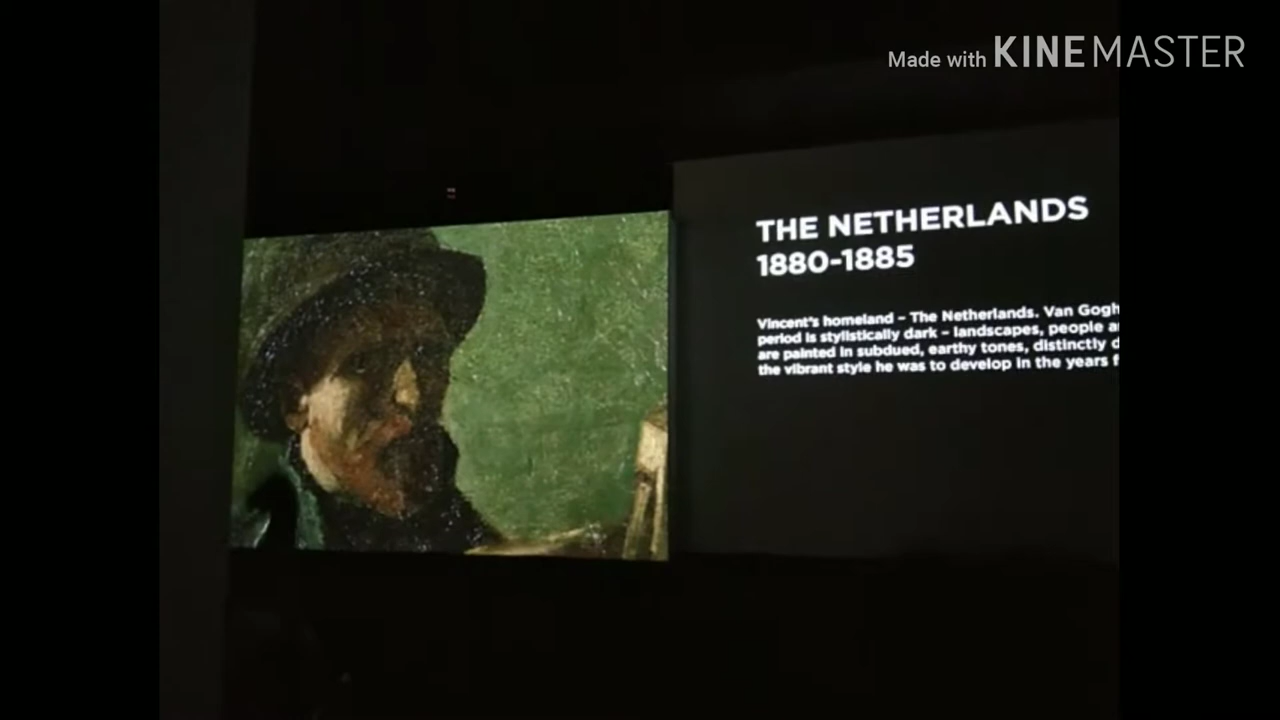 Made with KINEMASTER
THE NETHERLANDS
1880-1885
Vincent's homeland – The Netherlands. Van Gogh
period is stylistically dark – landscapes, people
are painted in subdued, earthy tones, distinctly
the vibrant style he was to develop in the years